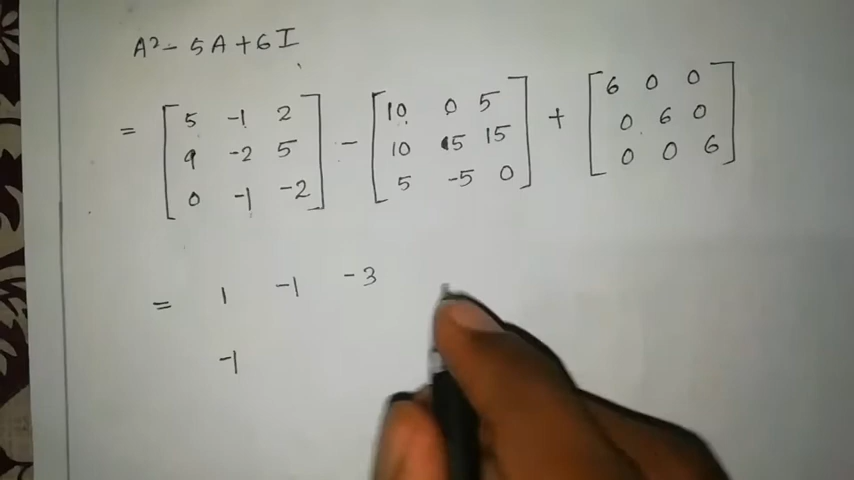 A² - 5A + 6I
= [ 5 -1 2 ] - [ 10 0 5 ] + [ 6 0 0 ]
[ 9 -2 5 ] [ 10 5 15 ] [ 0 6 0 ]
[ 0 -1 -2 ] [ 5 -5 0 ] [ 0 0 6 ]
= 1 -1 -3
-1